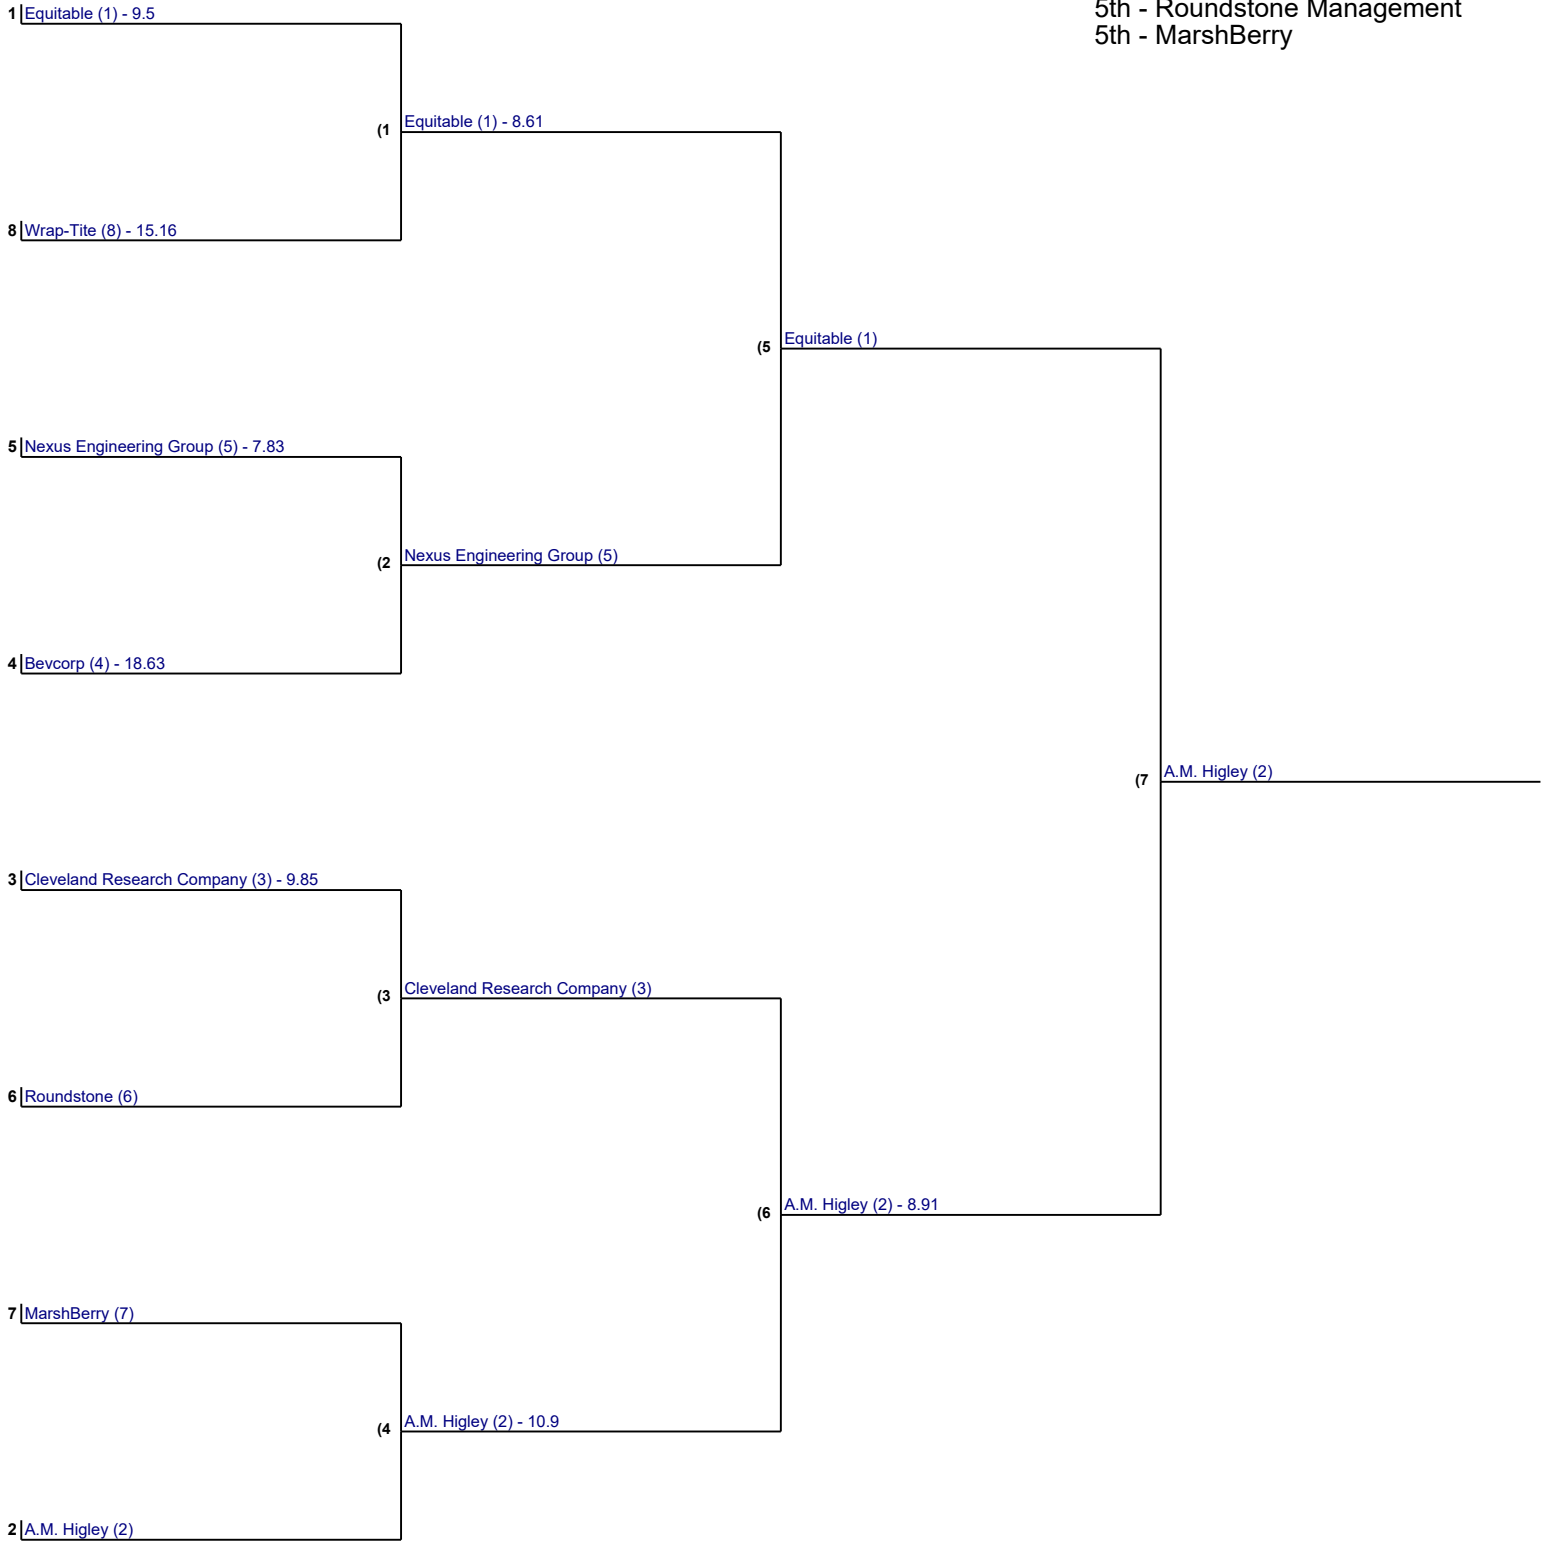 5th - Roundstone Management
5th - MarshBerry
1 Equitable (1) - 9.5
(1 Equitable (1) - 8.61
8 Wrap-Tite (8) - 15.16
(5 Equitable (1)
5 Nexus Engineering Group (5) - 7.83
(2 Nexus Engineering Group (5)
4 Bevcorp (4) - 18.63
(7 A.M. Higley (2)
3 Cleveland Research Company (3) - 9.85
(3 Cleveland Research Company (3)
6 Roundstone (6)
(6 A.M. Higley (2) - 8.91
7 MarshBerry (7)
(4 A.M. Higley (2) - 10.9
2 A.M. Higley (2)